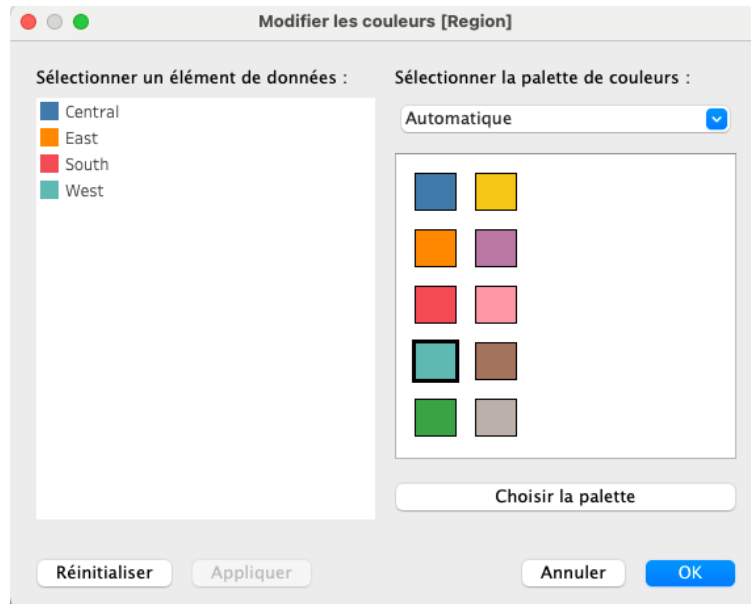 Modifier les couleurs [Region]
Sélectionner un élément de données :
Central
East
South
West
Sélectionner la palette de couleurs :
Automatique
Choisir la palette
Réinitialiser
Appliquer
Annuler
OK